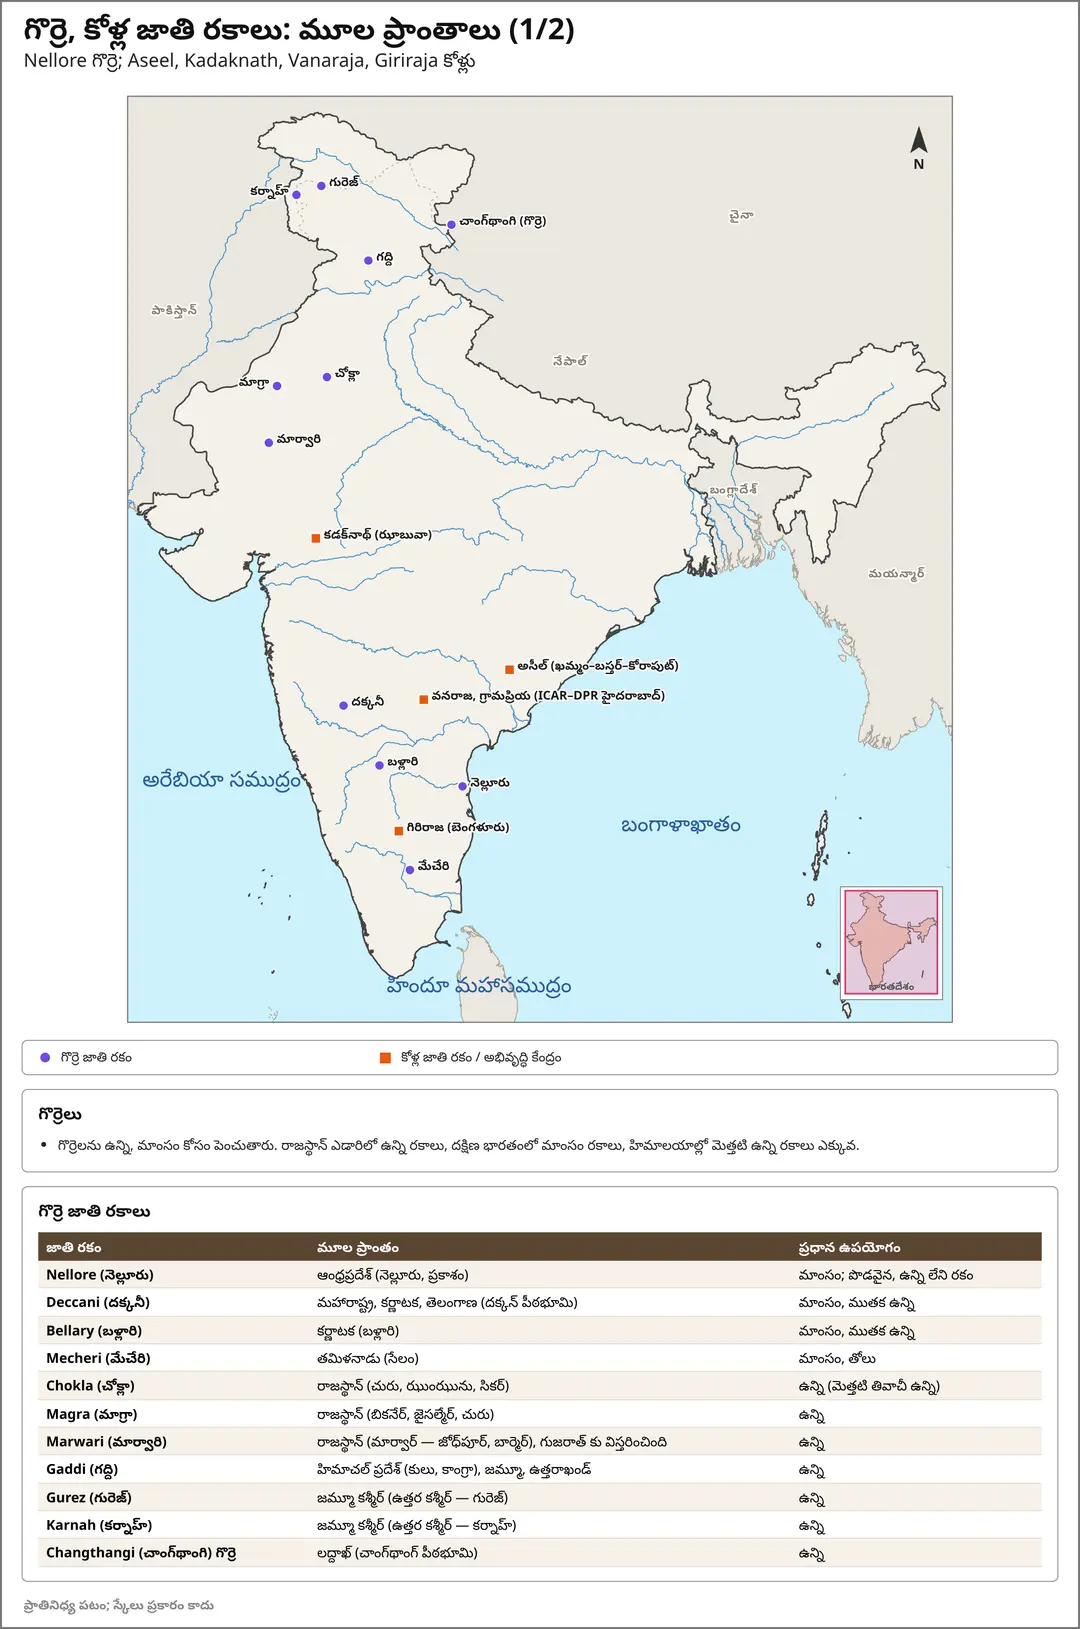 గొర్రె, కోళ్ల జాతి రకాలు: మూల ప్రాంతాలు (1/2)
Nellore గొర్రె; Aseel, Kadaknath, Vanaraja, Giriraja కోళ్లు
N
గురెజ్
కర్నాహ్
చాంగ్‌థాంగి (గొర్రె)
చైనా
గద్ది
పాకిస్తాన్
నేపాల్
చోక్లా
మాగ్రా
మార్వారి
బంగ్లాదేశ్
కడక్‌నాథ్ (ఝాబువా)
మయన్మార్
అసీల్ (ఖమ్మం–బస్తర్–కోరాపుట్)
వనరాజ, గ్రామప్రియ (ICAR–DPR హైదరాబాద్)
దక్కనీ
బళ్లారి
అరేబియా సముద్రం
నెల్లూరు
గిరిరాజ (బెంగళూరు)
బంగాళాఖాతం
మేచేరి
హిందూ మహాసముద్రం
భారతదేశం
గొర్రె జాతి రకం
కోళ్ల జాతి రకం / అభివృద్ధి కేంద్రం
గొర్రెలు
• గొర్రెలను ఉన్ని, మాంసం కోసం పెంచుతారు. రాజస్థాన్ ఎడారిలో ఉన్ని రకాలు, దక్షిణ భారతంలో మాంసం రకాలు, హిమాలయాల్లో మెత్తటి ఉన్ని రకాలు ఎక్కువ.
గొర్రె జాతి రకాలు
జాతి రకం మూల ప్రాంతం ప్రధాన ఉపయోగం
Nellore (నెల్లూరు) ఆంధ్రప్రదేశ్ (నెల్లూరు, ప్రకాశం) మాంసం; పొడవైన, ఉన్ని లేని రకం
Deccani (దక్కనీ) మహారాష్ట్ర, కర్ణాటక, తెలంగాణ (దక్కన్ పీఠభూమి) మాంసం, ముతక ఉన్ని
Bellary (బళ్లారి) కర్ణాటక (బళ్లారి) మాంసం, ముతక ఉన్ని
Mecheri (మేచేరి) తమిళనాడు (సేలం) మాంసం, తోలు
Chokla (చోక్లా) రాజస్థాన్ (చురు, ఝుంఝును, సికర్) ఉన్ని (మెత్తటి తివాచీ ఉన్ని)
Magra (మాగ్రా) రాజస్థాన్ (బికనేర్, జైసల్మేర్, చురు) ఉన్ని
Marwari (మార్వారి) రాజస్థాన్ (మార్వార్ — జోధ్‌పూర్, బార్మెర్), గుజరాత్ కు విస్తరించింది ఉన్ని
Gaddi (గద్ది) హిమాచల్ ప్రదేశ్ (కులు, కాంగ్రా), జమ్మూ, ఉత్తరాఖండ్ ఉన్ని
Gurez (గురెజ్) జమ్మూ కశ్మీర్ (ఉత్తర కశ్మీర్ — గురెజ్) ఉన్ని
Karnah (కర్నాహ్) జమ్మూ కశ్మీర్ (ఉత్తర కశ్మీర్ — కర్నాహ్) ఉన్ని
Changthangi (చాంగ్‌థాంగి) గొర్రె లద్దాఖ్ (చాంగ్‌థాంగ్ పీఠభూమి) ఉన్ని
ప్రాతినిధ్య పటం; స్కేలు ప్రకారం కాదు